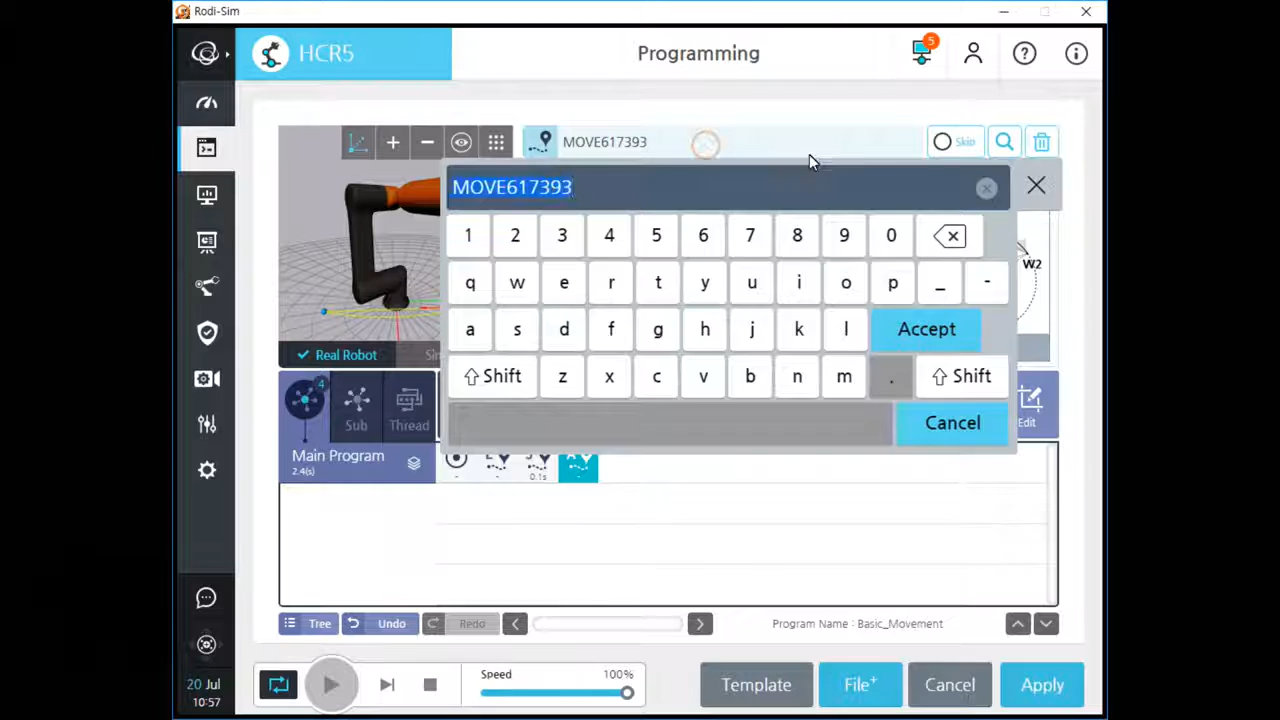 Rodi-Sim
HCR5
Programming
5
MOVE617393
Skip
MOVE617393
1 2 3 4 5 6 7 8 9 0
q w e r t y u i o p _ -
a s d f g h j k l Accept
Shift z x c v b n m . Shift
Cancel
W2
Real Robot
4
Sub
Thread
Edit
Main Program
2.4(s)
-
-
0.1s
-
Tree
Undo
Redo
Program Name : Basic_Movement
Speed
100%
Template
File+
Cancel
Apply
20 Jul
10:57